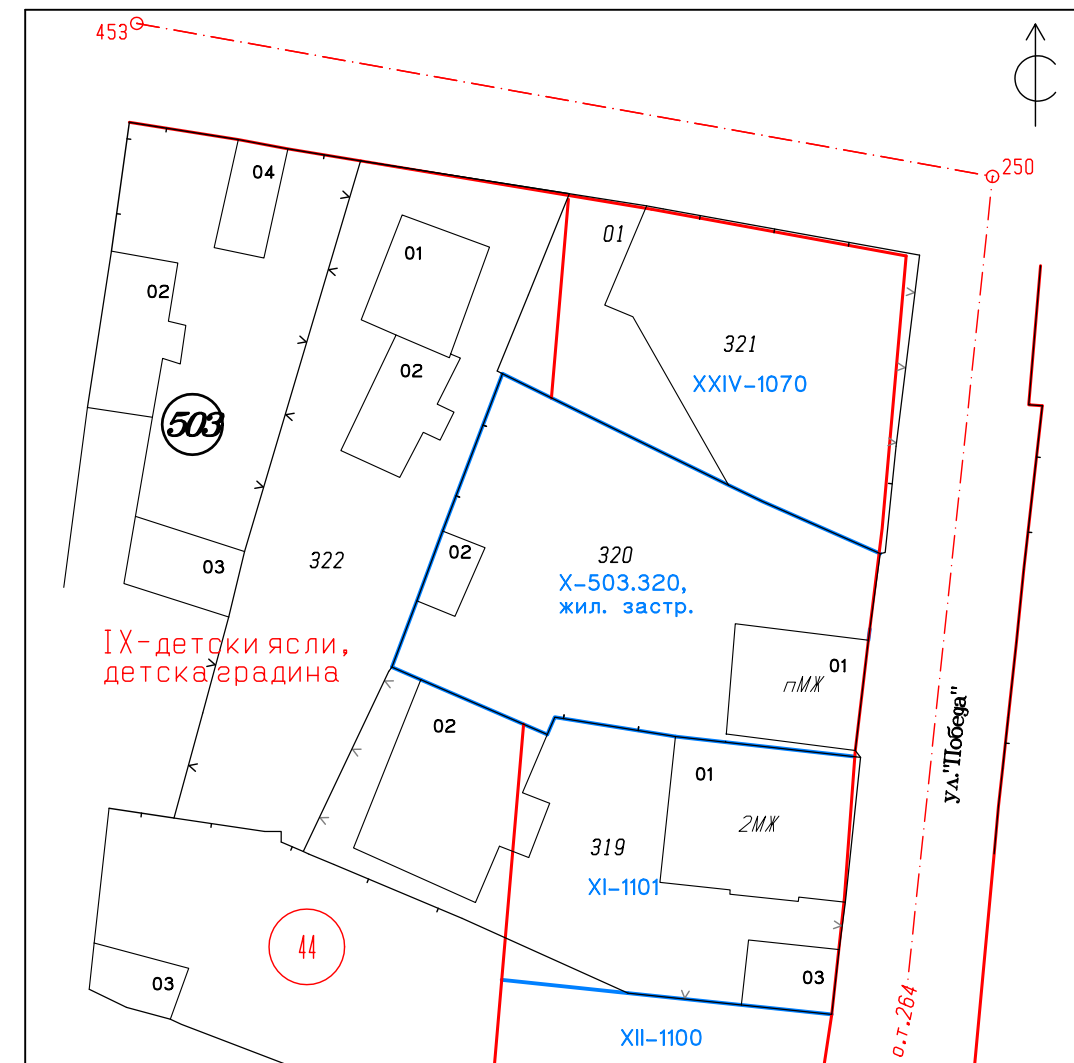 453
250
04
01
01
02
321
XXIV-1070
02
503
320
X-503.320,
жил. застр.
02
322
03
IX-детски ясли,
детска градина
01
пМЖ
ул."Победа"
02
01
2МЖ
319
XI-1101
44
03
03
о.т.264
XII-1100